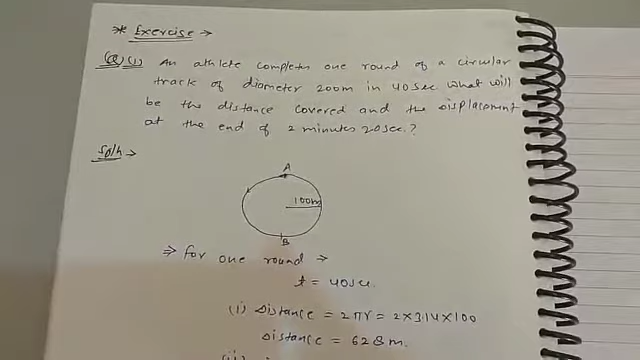 * Exercise →
(Q)(1) An athlete completes one round of a circular
track of diameter 200m in 40sec what will
be the distance covered and the displacement
at the end of 2 minutes 20sec.?
Soln →
A
100m
B
⇒ for one round →
t = 40sec.
(i) Distance = 2πr = 2×3.14×100
Distance = 628m.
(ii)